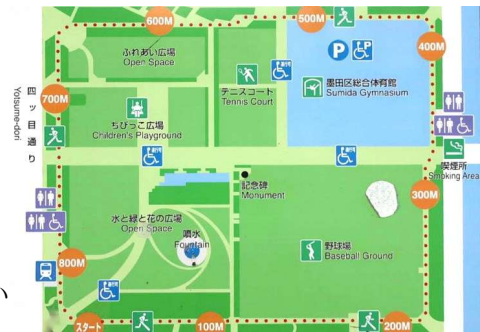 600M
500M
400M
ふれあい広場
Open Space
P
P
墨田区総合体育館
Sumida Gymnasium
テニスコート
Tennis Court
700M
四ッ目通り
Yotsume-dori
ちびっこ広場
Children's Playground
喫煙所
Smoking Area
記念碑
Monument
300M
水と緑と花の広場
Open Space
噴水
Fountain
野球場
Baseball Ground
800M
い
スタート
100M
200M